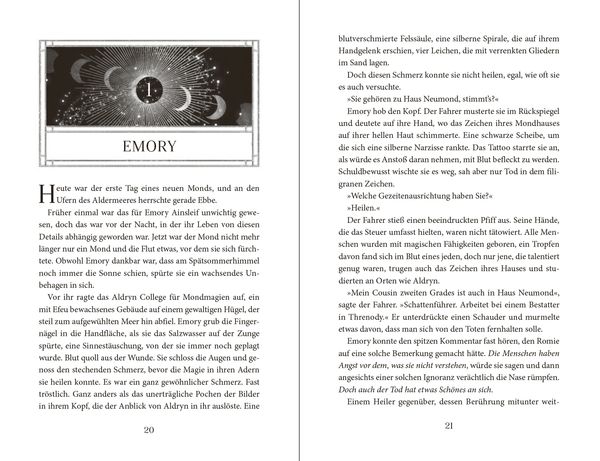 1
EMORY
Heute war der erste Tag eines neuen Monds, und an den
Ufern des Aldermeeres herrschte gerade Ebbe.
Früher einmal war das für Emory Ainsleif unwichtig gewe-
sen, doch das war vor der Nacht, in der ihr Leben von diesen
Details abhängig geworden war. Jetzt war der Mond nicht mehr
länger nur ein Mond und die Flut etwas, vor dem sie sich fürch-
tete. Obwohl Emory dankbar war, dass am Spätsommerhimmel
noch immer die Sonne schien, spürte sie ein wachsendes Un-
behagen in sich.
Vor ihr ragte das Aldryn College für Mondmagien auf, ein
mit Efeu bewachsenes Gebäude auf einem gewaltigen Hügel, der
steil zum aufgewühlten Meer hin abfiel. Emory grub die Finger-
nägel in die Handfläche, als sie das Salzwasser auf der Zunge
spürte, eine Sinnestäuschung, von der sie immer noch geplagt
wurde. Blut quoll aus der Wunde. Sie schloss die Augen und ge-
noss den stechenden Schmerz, bevor die Magie in ihren Adern
sie heilen konnte. Es war ein ganz gewöhnlicher Schmerz. Fast
tröstlich. Ganz anders als das unerträgliche Pochen der Bilder
in ihrem Kopf, die der Anblick von Aldryn in ihr auslöste. Eine
20
blutverschmierte Felssäule, eine silberne Spirale, die auf ihrem
Handgelenk erschien, vier Leichen, die mit verrenkten Gliedern
im Sand lagen.
Doch diesen Schmerz konnte sie nicht heilen, egal, wie oft sie
es auch versuchte.
»Sie gehören zu Haus Neumond, stimmt's?«
Emory hob den Kopf. Der Fahrer musterte sie im Rückspiegel
und deutete auf ihre Hand, wo das Zeichen ihres Mondhauses
auf ihrer hellen Haut schimmerte. Eine schwarze Scheibe, um
die sich eine silberne Narzisse rankte. Das Tattoo starrte sie an,
als würde es Anstoß daran nehmen, mit Blut befleckt zu werden.
Schuldbewusst wischte sie es weg, sah aber nur Tod in dem fili-
granen Zeichen.
»Welche Gezeitenausrichtung haben Sie?«
»Heilen.«
Der Fahrer stieß einen beeindruckten Pfiff aus. Seine Hände,
die das Steuer umfasst hielten, waren nicht tätowiert. Alle Men-
schen wurden mit magischen Fähigkeiten geboren, ein Tropfen
davon fand sich im Blut eines jeden, doch nur jene, die talentiert
genug waren, trugen auch das Zeichen ihres Hauses und stu-
dierten an Orten wie Aldryn.
»Mein Cousin zweiten Grades ist auch in Haus Neumond«,
sagte der Fahrer. »Schattenführer. Arbeitet bei einem Bestatter
in Threnody.« Er unterdrückte einen Schauder und murmelte
etwas davon, dass man sich von den Toten fernhalten solle.
Emory konnte den spitzen Kommentar fast hören, den Romie
auf eine solche Bemerkung gemacht hätte. Die Menschen haben
Angst vor dem, was sie nicht verstehen, würde sie sagen und dann
angesichts einer solchen Ignoranz verächtlich die Nase rümpfen.
Doch auch der Tod hat etwas Schönes an sich.
Einem Heiler gegenüber, dessen Berührung mitunter weit-
21